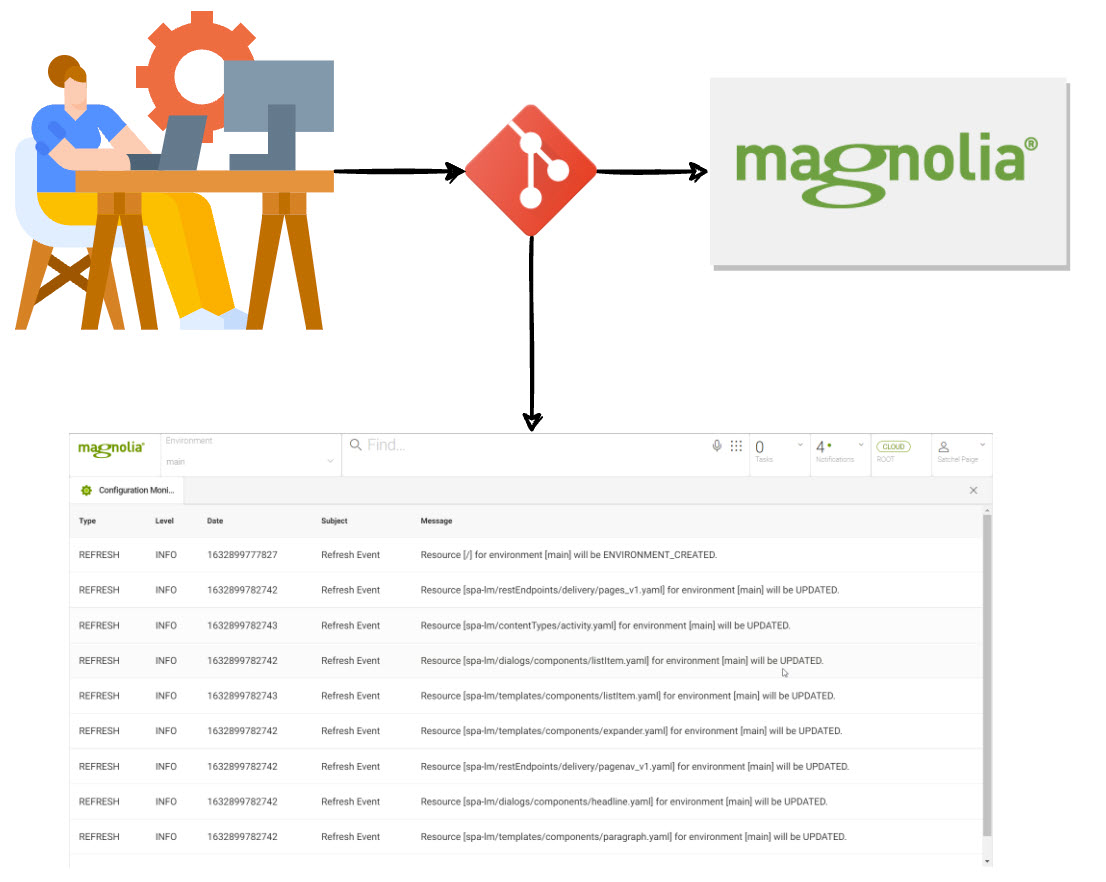 magnolia®
magnolia® Environment Find... 0 4 CLOUD
main Tasks Notifications ROOT Satchel Paige
Configuration Moni...
Type Level Date Subject Message
REFRESH INFO 1632899777827 Refresh Event Resource [/] for environment [main] will be ENVIRONMENT_CREATED.
REFRESH INFO 1632899782742 Refresh Event Resource [spa-lm/restEndpoints/delivery/pages_v1.yaml] for environment [main] will be UPDATED.
REFRESH INFO 1632899782743 Refresh Event Resource [spa-lm/contentTypes/activity.yaml] for environment [main] will be UPDATED.
REFRESH INFO 1632899782742 Refresh Event Resource [spa-lm/dialogs/components/listItem.yaml] for environment [main] will be UPDATED.
REFRESH INFO 1632899782743 Refresh Event Resource [spa-lm/templates/components/listItem.yaml] for environment [main] will be UPDATED.
REFRESH INFO 1632899782742 Refresh Event Resource [spa-lm/templates/components/expander.yaml] for environment [main] will be UPDATED.
REFRESH INFO 1632899782742 Refresh Event Resource [spa-lm/restEndpoints/delivery/pagenav_v1.yaml] for environment [main] will be UPDATED.
REFRESH INFO 1632899782742 Refresh Event Resource [spa-lm/dialogs/components/headline.yaml] for environment [main] will be UPDATED.
REFRESH INFO 1632899782742 Refresh Event Resource [spa-lm/templates/components/paragraph.yaml] for environment [main] will be UPDATED.